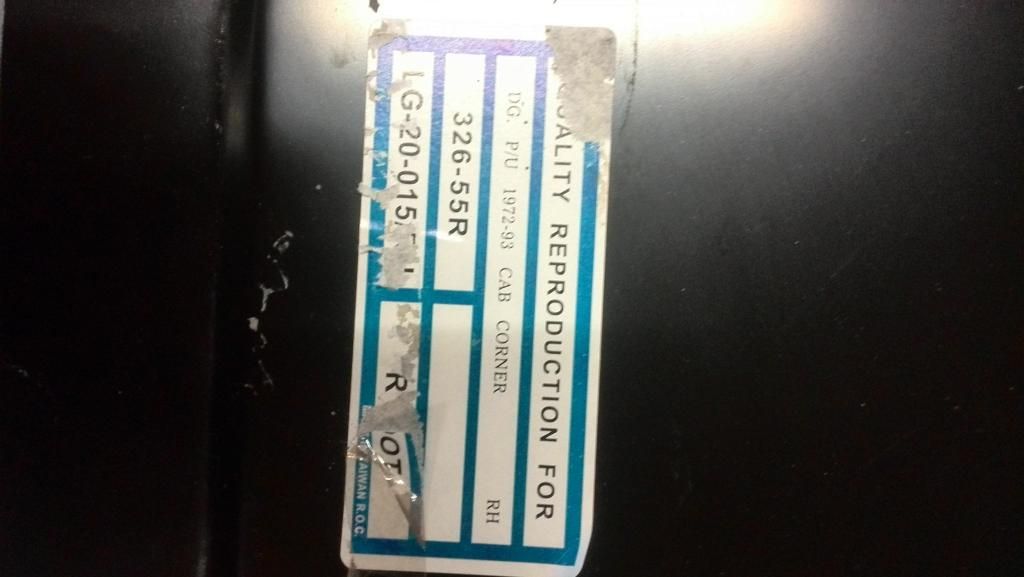 QUALITY REPRODUCTION FOR
DG. P/U 1972-93 CAB CORNER RH
326-55R
LG-20-015
TAIWAN R.O.C.